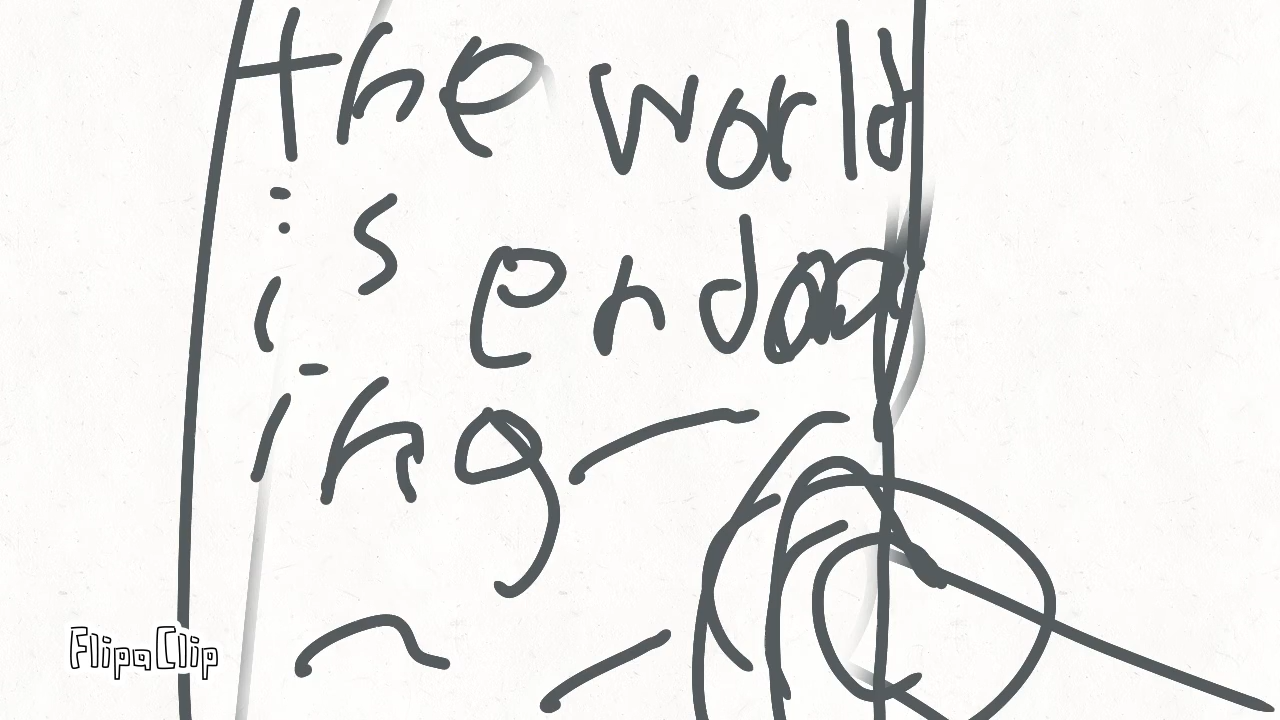 the world
is end
ing
FlipaClip